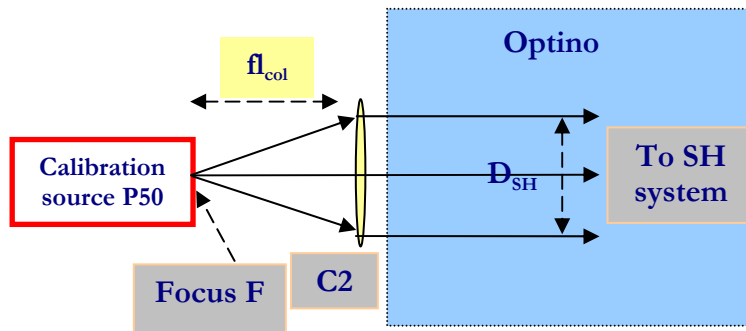 Optino
fl_col
Calibration
source P50
D_SH
To SH
system
Focus F
C2